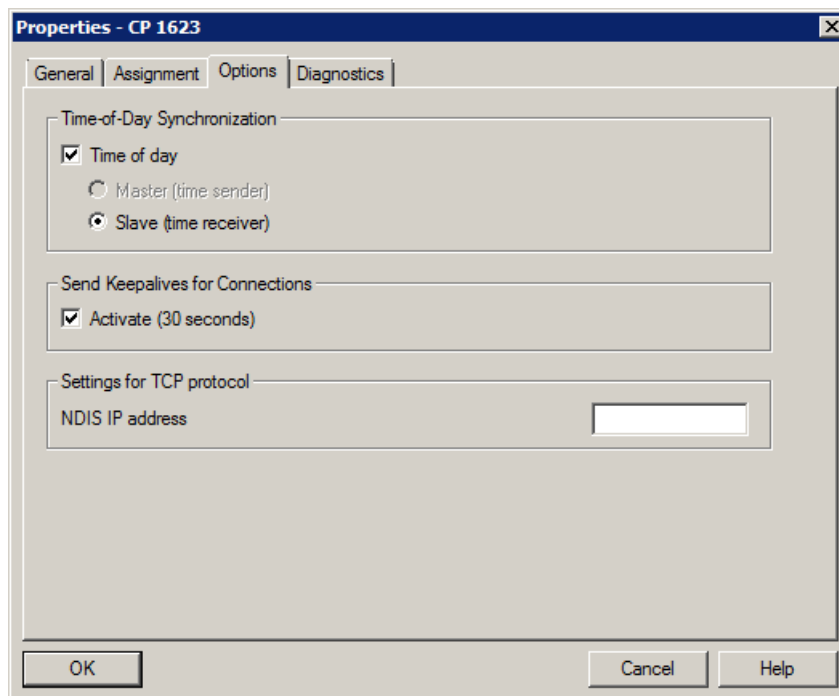 Properties - CP 1623
General
Assignment
Options
Diagnostics
Time-of-Day Synchronization
Time of day
Master (time sender)
Slave (time receiver)
Send Keepalives for Connections
Activate (30 seconds)
Settings for TCP protocol
NDIS IP address
OK
Cancel
Help